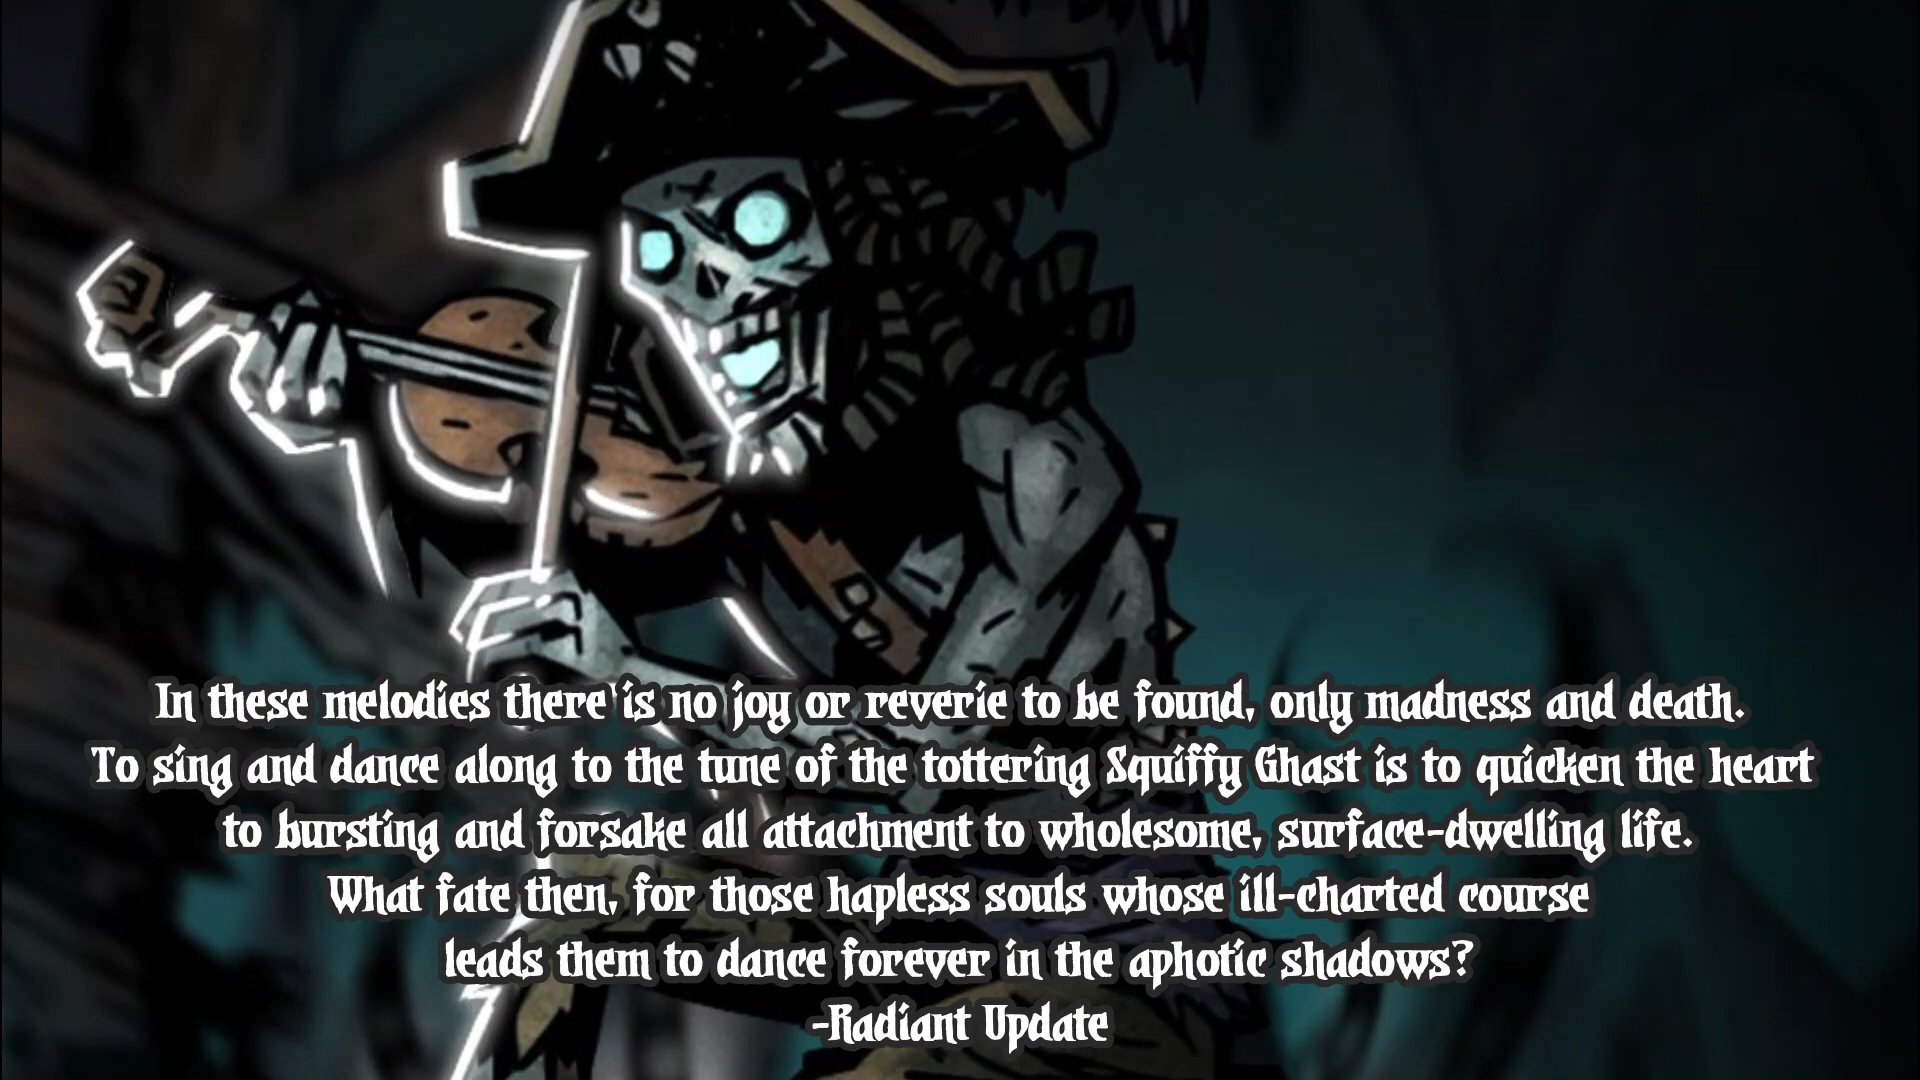 In these melodies there is no joy or reverie to be found, only madness and death.
To sing and dance along to the tune of the tottering Squiffy Ghast is to quicken the heart
to bursting and forsake all attachment to wholesome, surface-dwelling life.
What fate then, for those hapless souls whose ill-charted course
leads them to dance forever in the aphotic shadows?
-Radiant Update